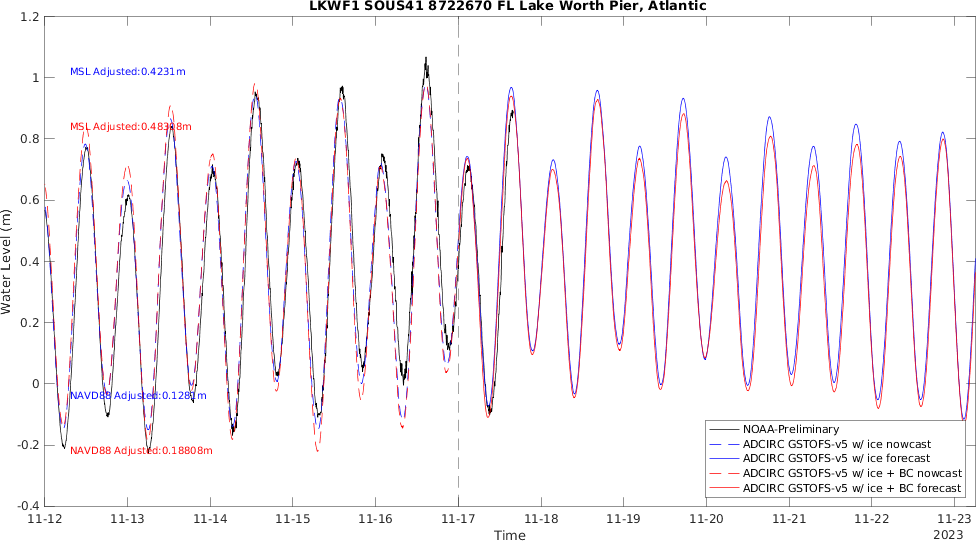 LKWF1 SOUS41 8722670 FL Lake Worth Pier, Atlantic
1.2
1
0.8
0.6
0.4
0.2
0
-0.2
-0.4
Water Level (m)
MSL Adjusted:0.4231m
MSL Adjusted:0.48308m
NAVD88 Adjusted:0.1281m
NAVD88 Adjusted:0.18808m
NOAA-Preliminary
ADCIRC GSTOFS-v5 w/ ice nowcast
ADCIRC GSTOFS-v5 w/ ice forecast
ADCIRC GSTOFS-v5 w/ ice + BC nowcast
ADCIRC GSTOFS-v5 w/ ice + BC forecast
11-12 11-13 11-14 11-15 11-16 11-17 11-18 11-19 11-20 11-21 11-22 11-23
Time
2023